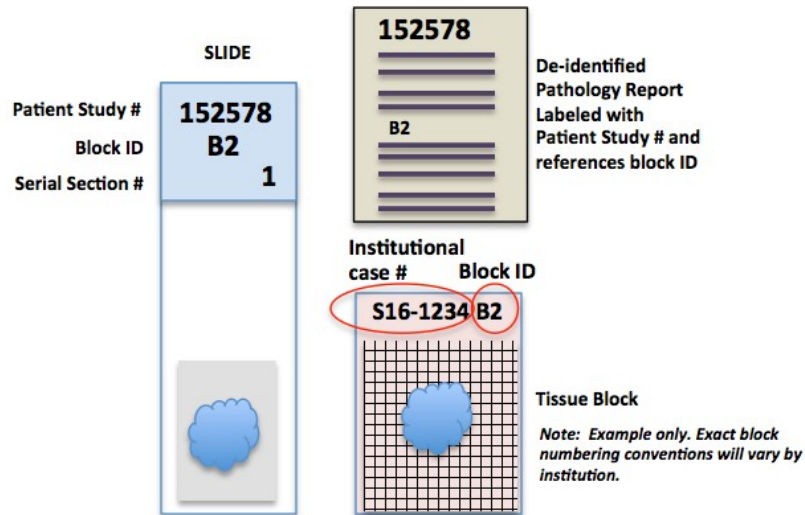 SLIDE
Patient Study #
Block ID
Serial Section #
152578
B2
1
152578
B2
De-identified
Pathology Report
Labeled with
Patient Study # and
references block ID
Institutional
case #
Block ID
S16-1234 B2
Tissue Block
Note: Example only. Exact block
numbering conventions will vary by
institution.